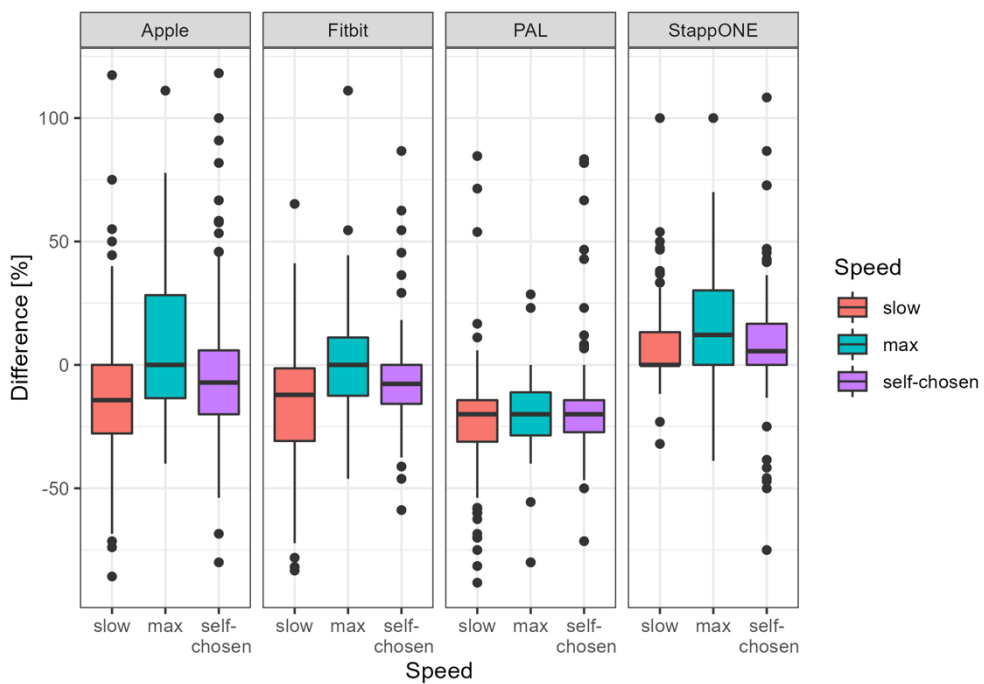 Apple Fitbit PAL StappONE
Difference [%]
100
50
0
-50
slow max self-chosen slow max self-chosen slow max self-chosen slow max self-chosen
Speed
Speed
slow
max
self-chosen